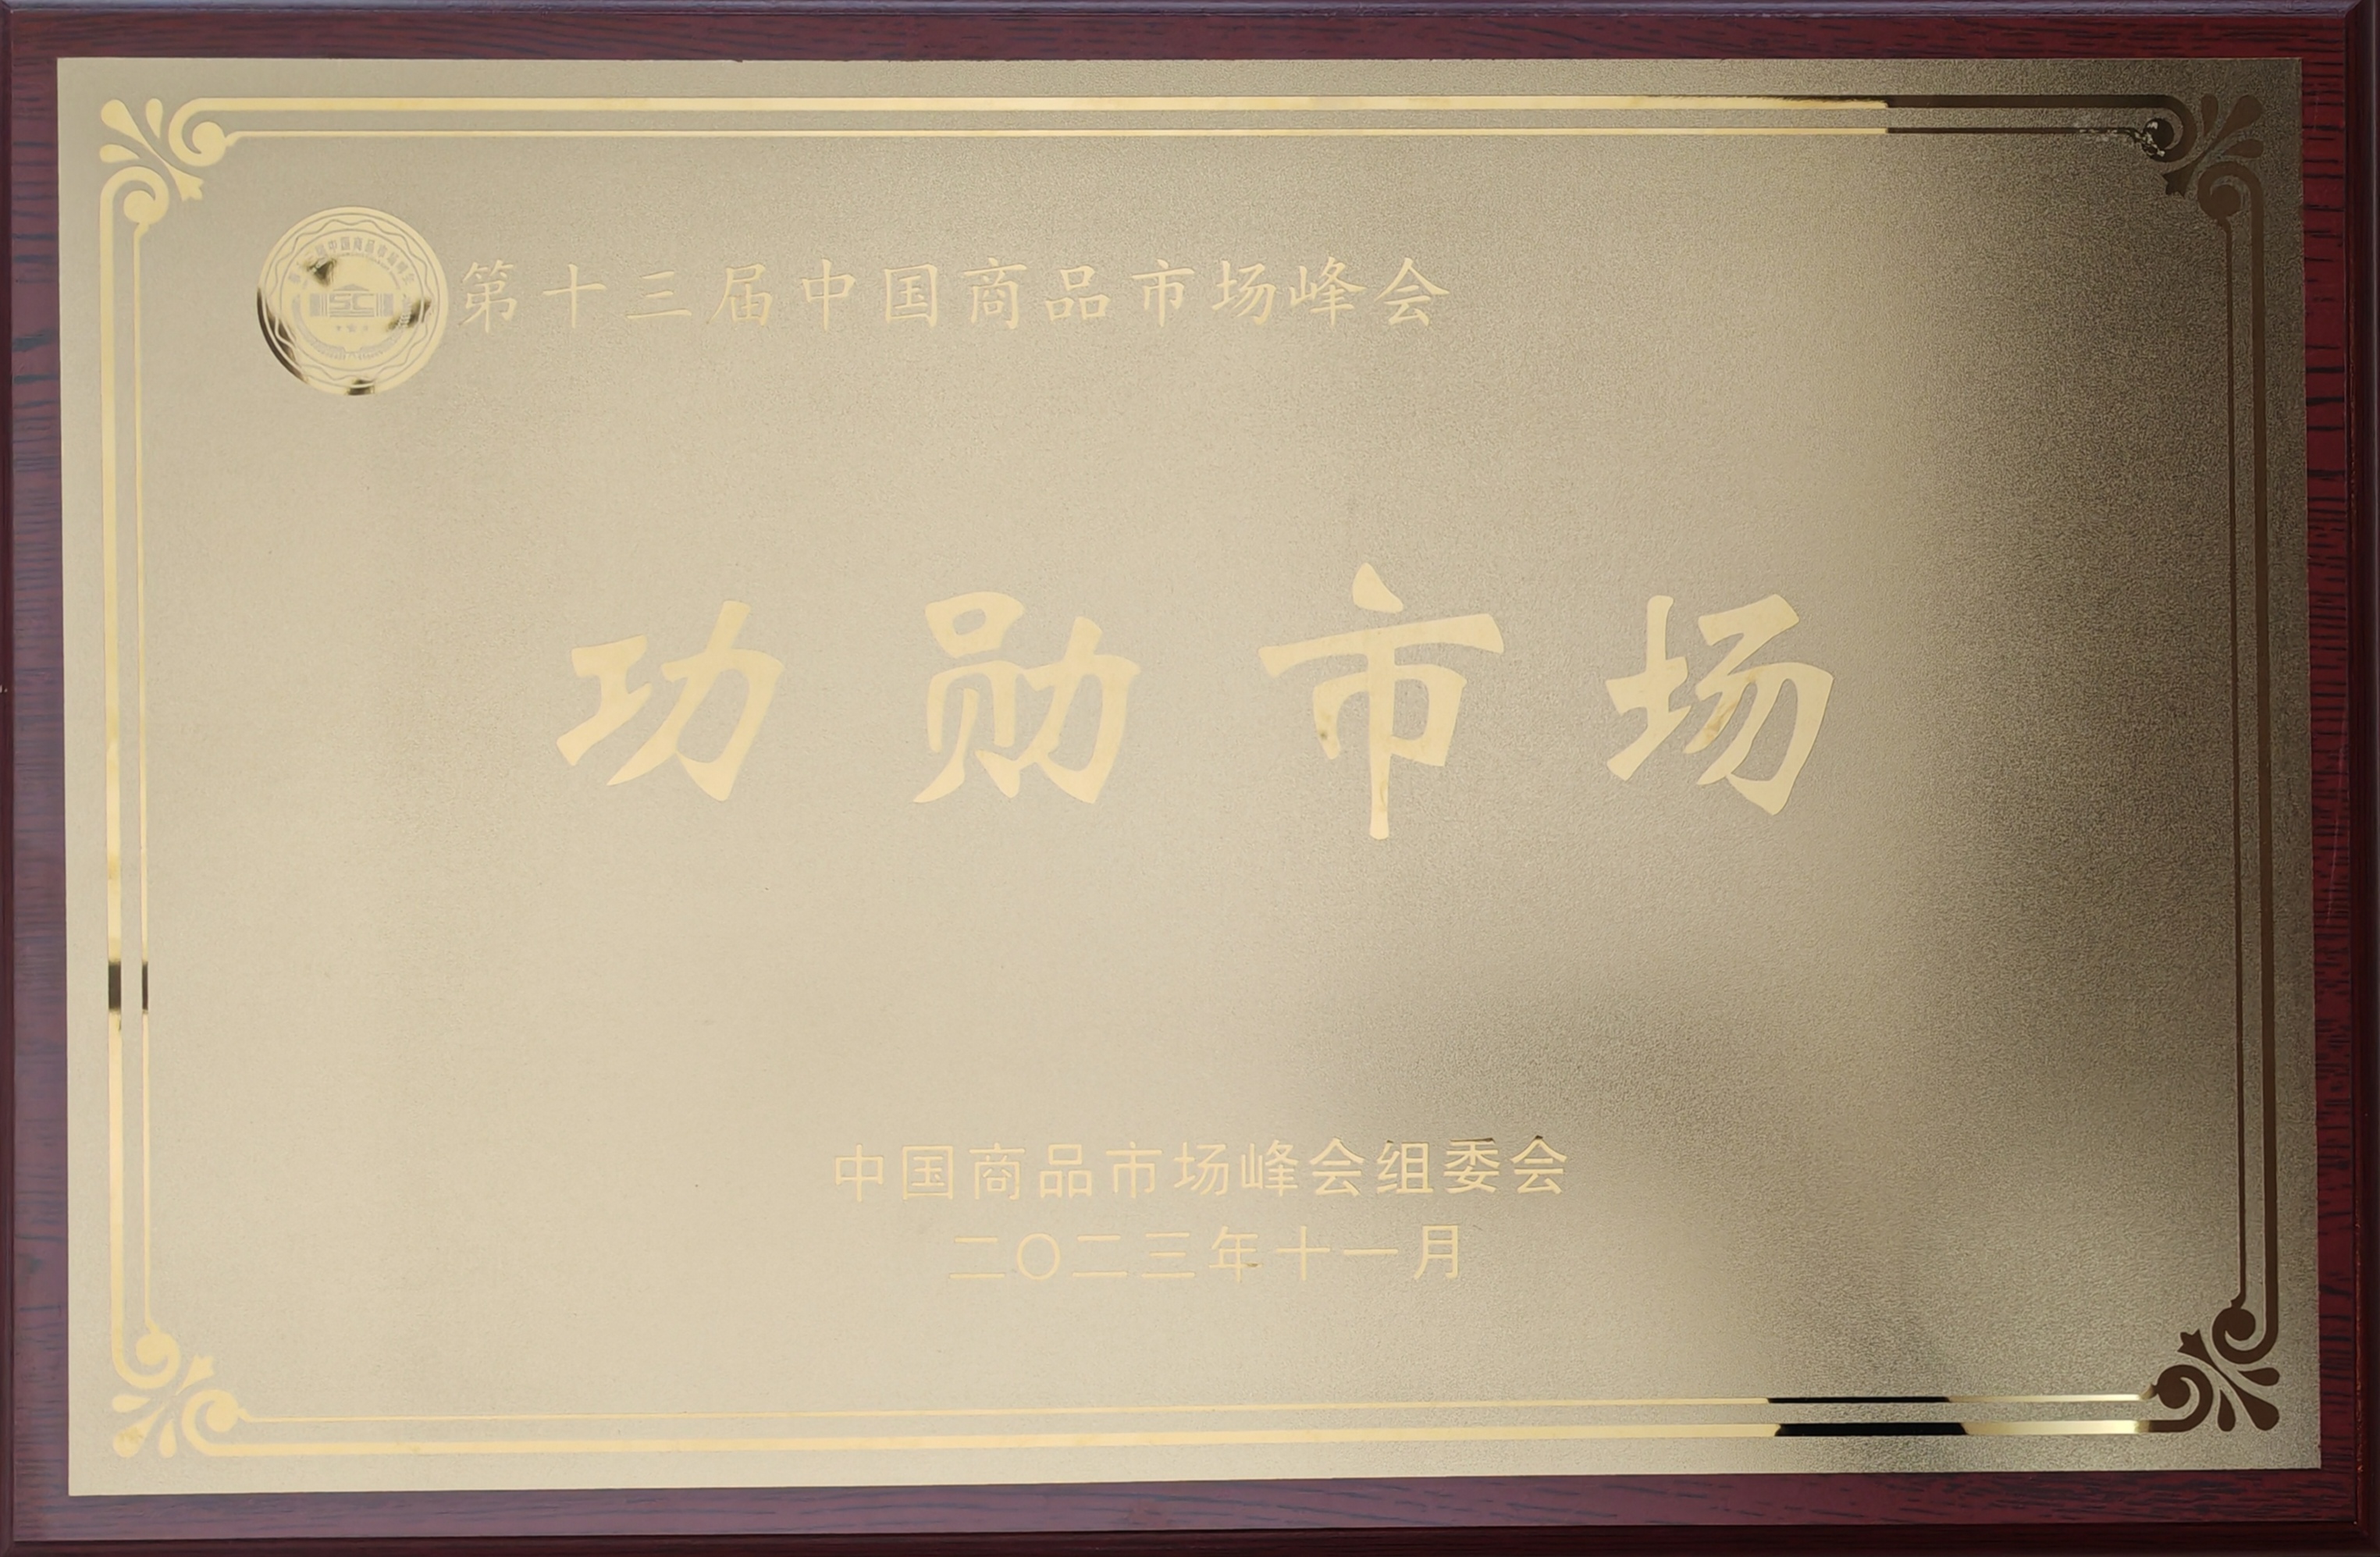 第十三届中国商品市场峰会
SC
功勋市场
中国商品市场峰会组委会
二〇二三年十一月